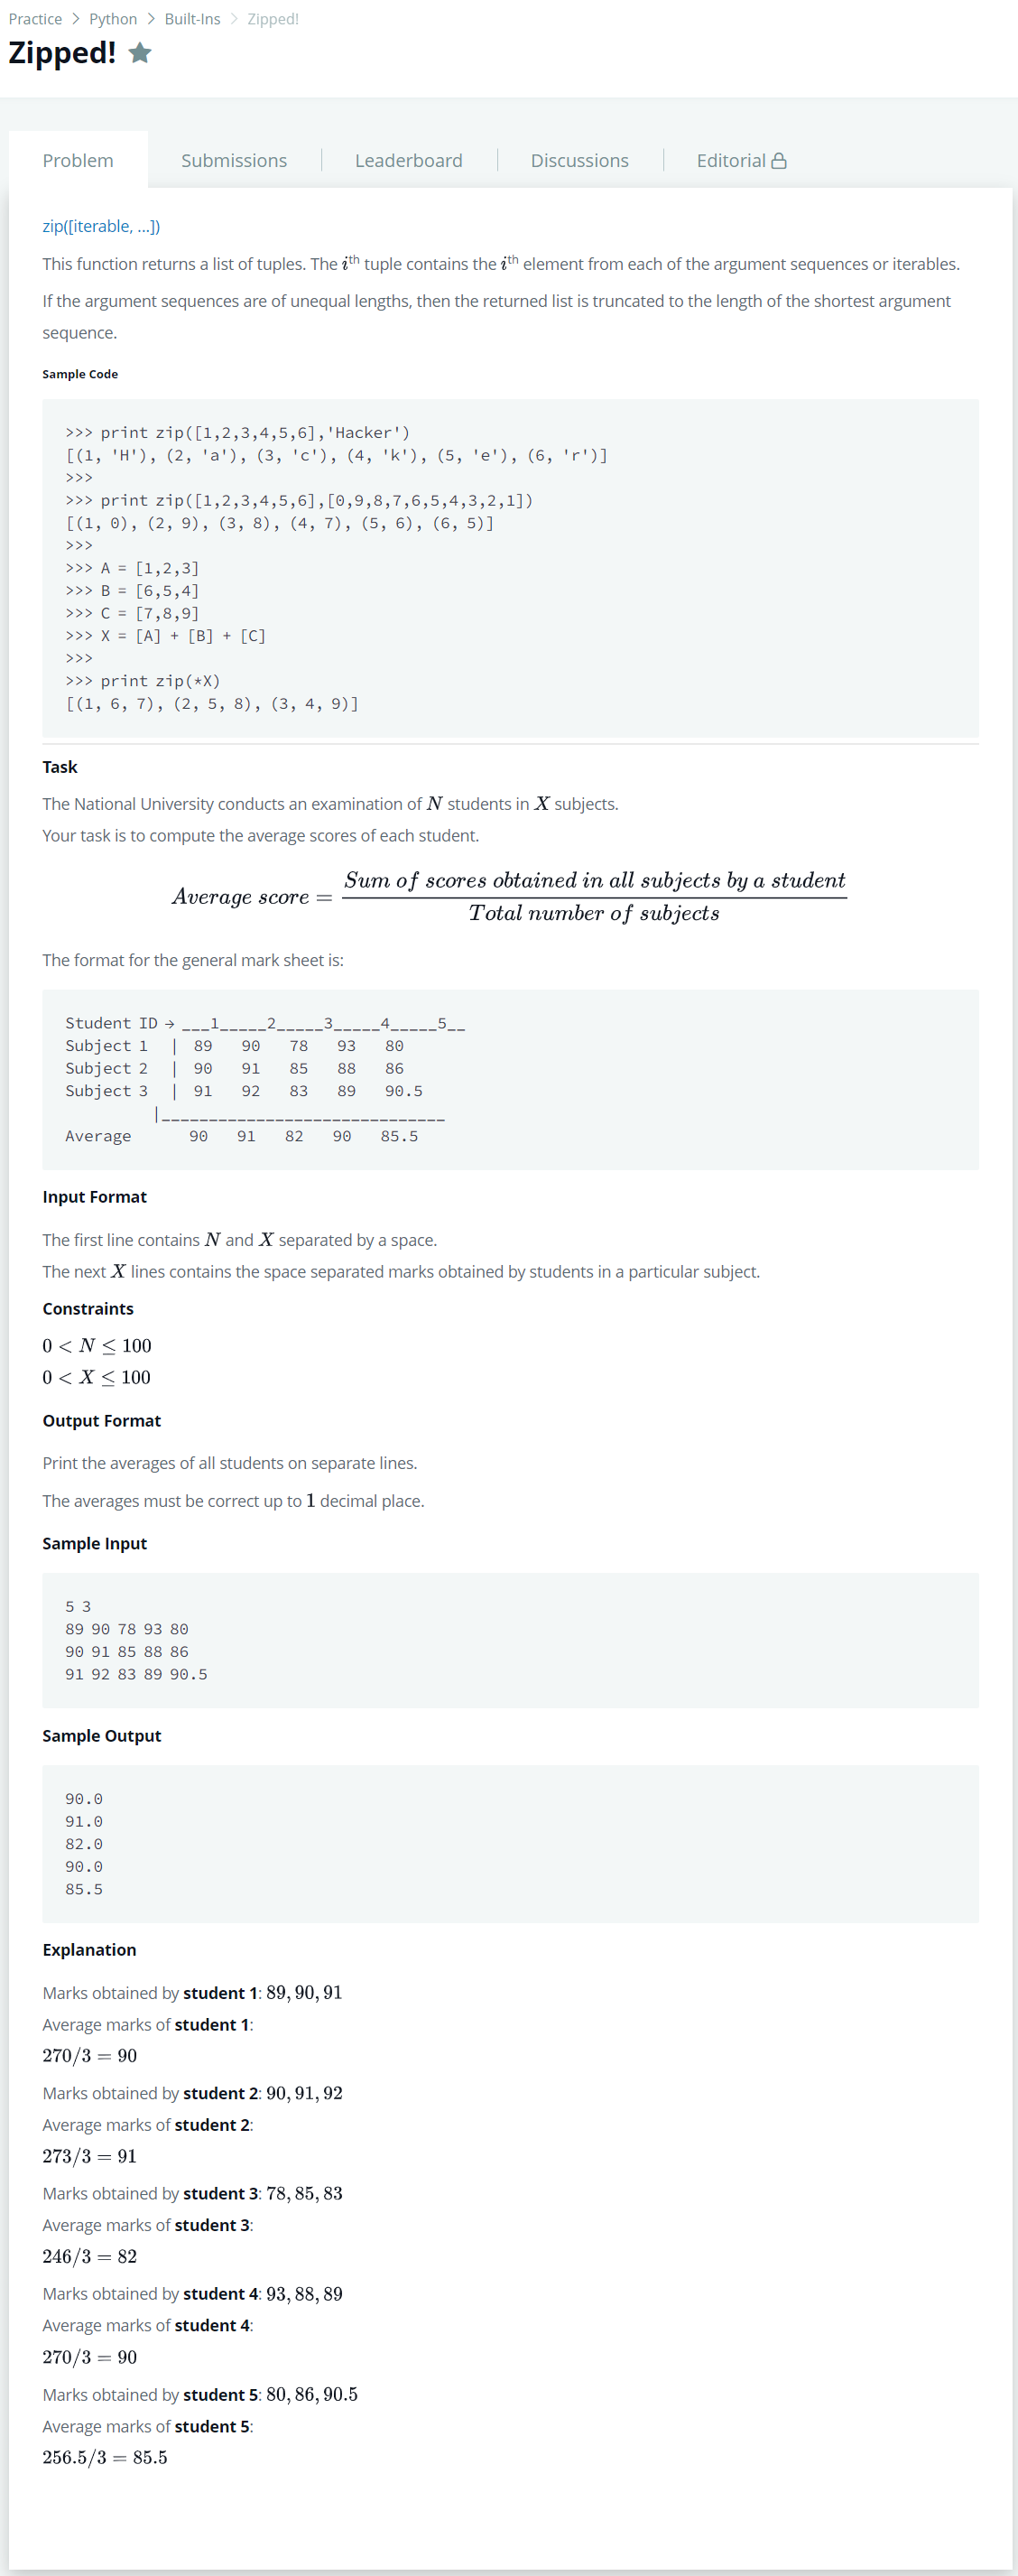 Practice > Python > Built-Ins > Zipped!
Zipped! ★
Problem
Submissions
Leaderboard
Discussions
Editorial
zip([iterable, ...])
This function returns a list of tuples. The iᵗʰ tuple contains the iᵗʰ element from each of the argument sequences or iterables.
If the argument sequences are of unequal lengths, then the returned list is truncated to the length of the shortest argument
sequence.
Sample Code
>>> print zip([1,2,3,4,5,6],'Hacker')
[(1, 'H'), (2, 'a'), (3, 'c'), (4, 'k'), (5, 'e'), (6, 'r')]
>>>
>>> print zip([1,2,3,4,5,6],[0,9,8,7,6,5,4,3,2,1])
[(1, 0), (2, 9), (3, 8), (4, 7), (5, 6), (6, 5)]
>>>
>>> A = [1,2,3]
>>> B = [6,5,4]
>>> C = [7,8,9]
>>> X = [A] + [B] + [C]
>>>
>>> print zip(*X)
[(1, 6, 7), (2, 5, 8), (3, 4, 9)]
Task
The National University conducts an examination of N students in X subjects.
Your task is to compute the average scores of each student.
Average score = Sum of scores obtained in all subjects by a student / Total number of subjects
The format for the general mark sheet is:
Student ID → ___1_____2_____3_____4_____5__
Subject 1 | 89 90 78 93 80
Subject 2 | 90 91 85 88 86
Subject 3 | 91 92 83 89 90.5
|______________________________
Average 90 91 82 90 85.5
Input Format
The first line contains N and X separated by a space.
The next X lines contains the space separated marks obtained by students in a particular subject.
Constraints
0 < N ≤ 100
0 < X ≤ 100
Output Format
Print the averages of all students on separate lines.
The averages must be correct up to 1 decimal place.
Sample Input
5 3
89 90 78 93 80
90 91 85 88 86
91 92 83 89 90.5
Sample Output
90.0
91.0
82.0
90.0
85.5
Explanation
Marks obtained by student 1: 89, 90, 91
Average marks of student 1:
270/3 = 90
Marks obtained by student 2: 90, 91, 92
Average marks of student 2:
273/3 = 91
Marks obtained by student 3: 78, 85, 83
Average marks of student 3:
246/3 = 82
Marks obtained by student 4: 93, 88, 89
Average marks of student 4:
270/3 = 90
Marks obtained by student 5: 80, 86, 90.5
Average marks of student 5:
256.5/3 = 85.5